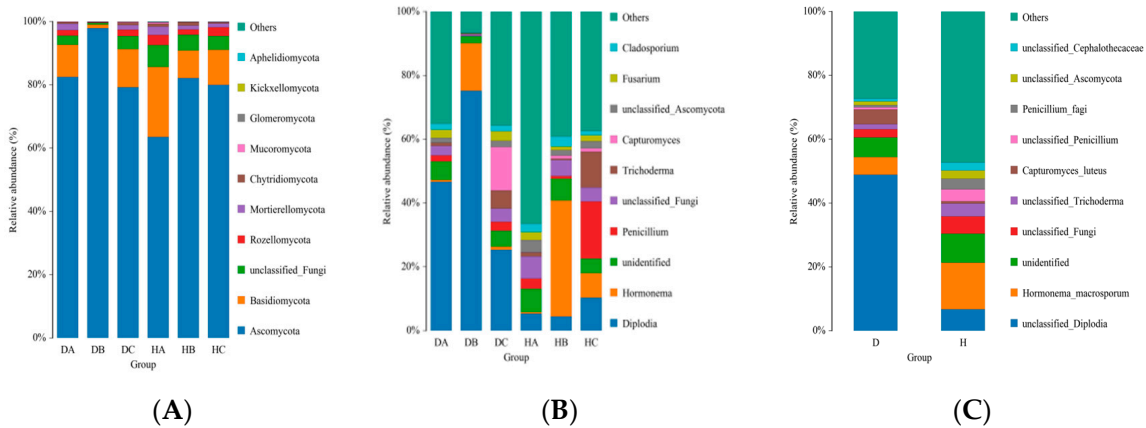 100%
80%
60%
40%
20%
0%
Relative abundance (%)
DA DB DC HA HB HC
Group
Others
Aphelidiomycota
Kickxellomycota
Glomeromycota
Mucoromycota
Chytridiomycota
Mortierellomycota
Rozellomycota
unclassified_Fungi
Basidiomycota
Ascomycota
(A)
100%
80%
60%
40%
20%
0%
Relative abundance (%)
DA DB DC HA HB HC
Group
Others
Cladosporium
Fusarium
unclassified_Ascomycota
Capturomyces
Trichoderma
unclassified_Fungi
Penicillium
unidentified
Hormonema
Diplodia
(B)
100%
80%
60%
40%
20%
0%
Relative abundance (%)
D H
Group
Others
unclassified_Cephalothecaceae
unclassified_Ascomycota
Penicillium_fagi
unclassified_Penicillium
Capturomyces_luteus
unclassified_Trichoderma
unclassified_Fungi
unidentified
Hormonema_macrosporum
unclassified_Diplodia
(C)